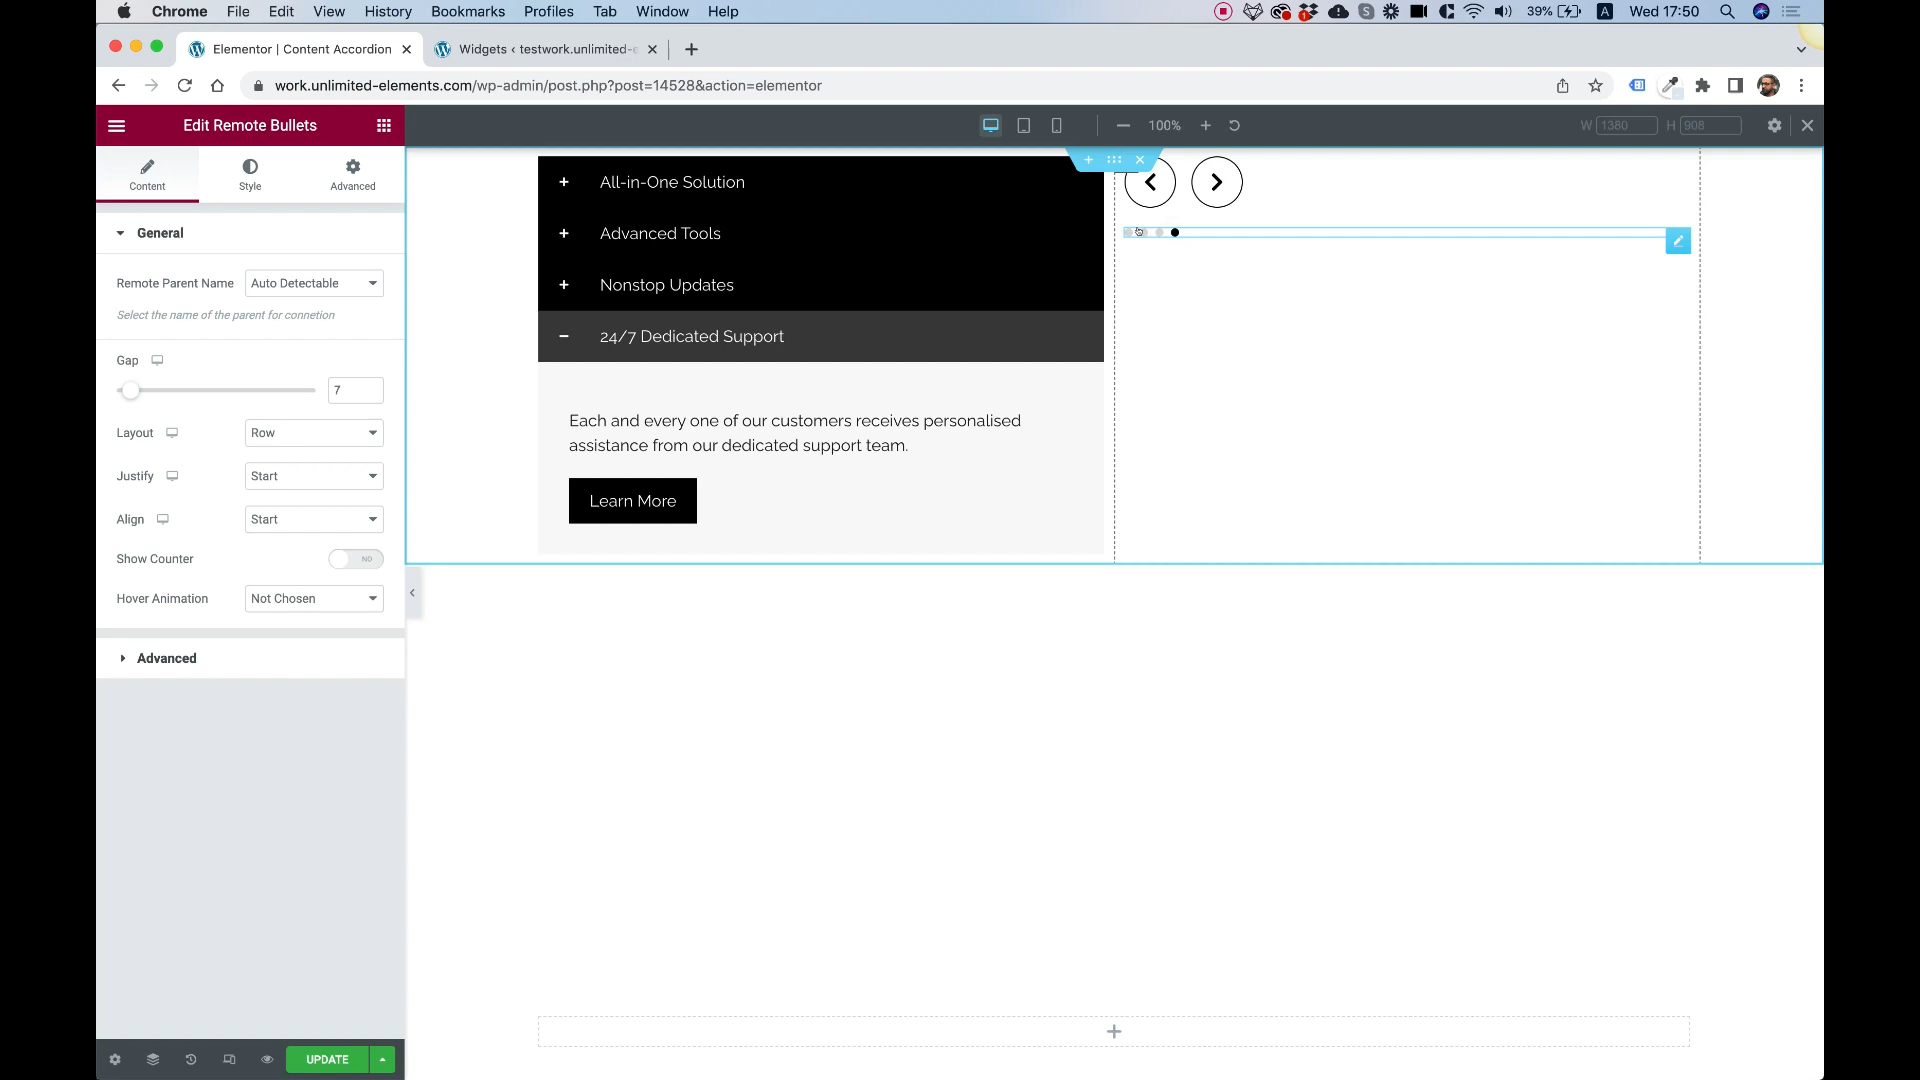 Chrome File Edit View History Bookmarks Profiles Tab Window Help
39% A Wed 17:50
Elementor | Content Accordion
Widgets ‹ testwork.unlimited-e
work.unlimited-elements.com/wp-admin/post.php?post=14528&action=elementor
Edit Remote Bullets
100%
W 1380 H 908
Content
Style
Advanced
General
Remote Parent Name Auto Detectable
Select the name of the parent for connetion
Gap
7
Layout Row
Justify Start
Align Start
Show Counter NO
Hover Animation Not Chosen
Advanced
UPDATE
+ All-in-One Solution
+ Advanced Tools
+ Nonstop Updates
− 24/7 Dedicated Support
Each and every one of our customers receives personalised
assistance from our dedicated support team.
Learn More